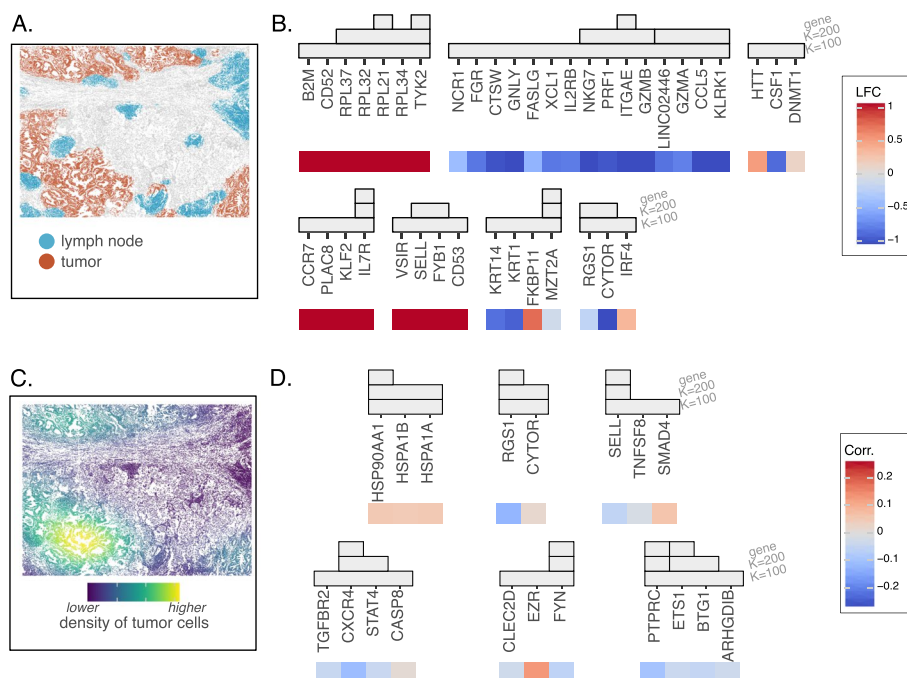 A.
lymph node
tumor
B.
gene
K=200
K=100
B2M
CD52
RPL37
RPL32
RPL21
RPL34
TYK2
NCR1
FGR
CTSW
GNLY
FASLG
XCL1
IL2RB
NKG7
PRF1
ITGAE
GZMB
LINC02446
GZMA
CCL5
KLRK1
HTT
CSF1
DNMT1
LFC
1
0.5
0
−0.5
−1
gene
K=200
K=100
CCR7
PLAC8
KLF2
IL7R
VSIR
SELL
FYB1
CD53
KRT14
KRT1
FKBP11
MZT2A
RGS1
CYTOR
IRF4
C.
lower
higher
density of tumor cells
D.
gene
K=200
K=100
HSP90AA1
HSPA1B
HSPA1A
RGS1
CYTOR
SELL
TNFSF8
SMAD4
Corr.
0.2
0.1
0
−0.1
−0.2
gene
K=200
K=100
TGFBR2
CXCR4
STAT4
CASP8
CLEC2D
EZR
FYN
PTPRC
ETS1
BTG1
ARHGDIB